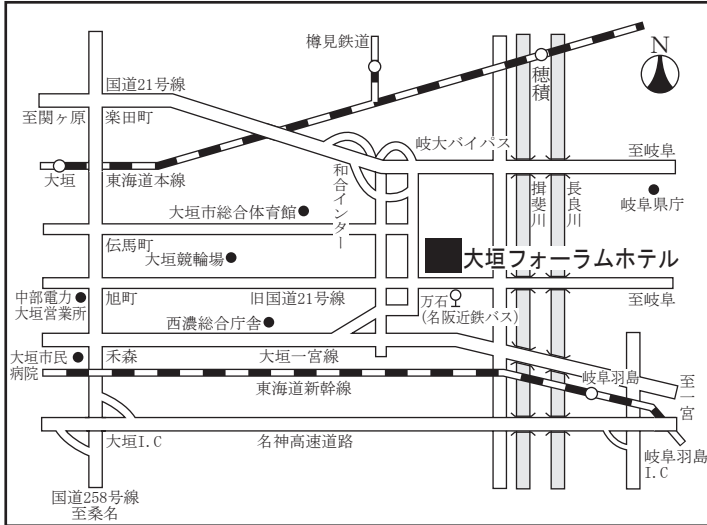 樽見鉄道
N
国道21号線
穂積
至関ヶ原
楽田町
岐大バイパス
至岐阜
大垣
東海道本線
和合インター
揖斐川
長良川
岐阜県庁
大垣市総合体育館
伝馬町
大垣競輪場
大垣フォーラムホテル
中部電力
大垣営業所
旭町
旧国道21号線
万石
(名阪近鉄バス)
至岐阜
西濃総合庁舎
大垣市民
病院
禾森
大垣一宮線
東海道新幹線
岐阜羽島
至一宮
大垣I.C
名神高速道路
岐阜羽島
I.C
国道258号線
至桑名